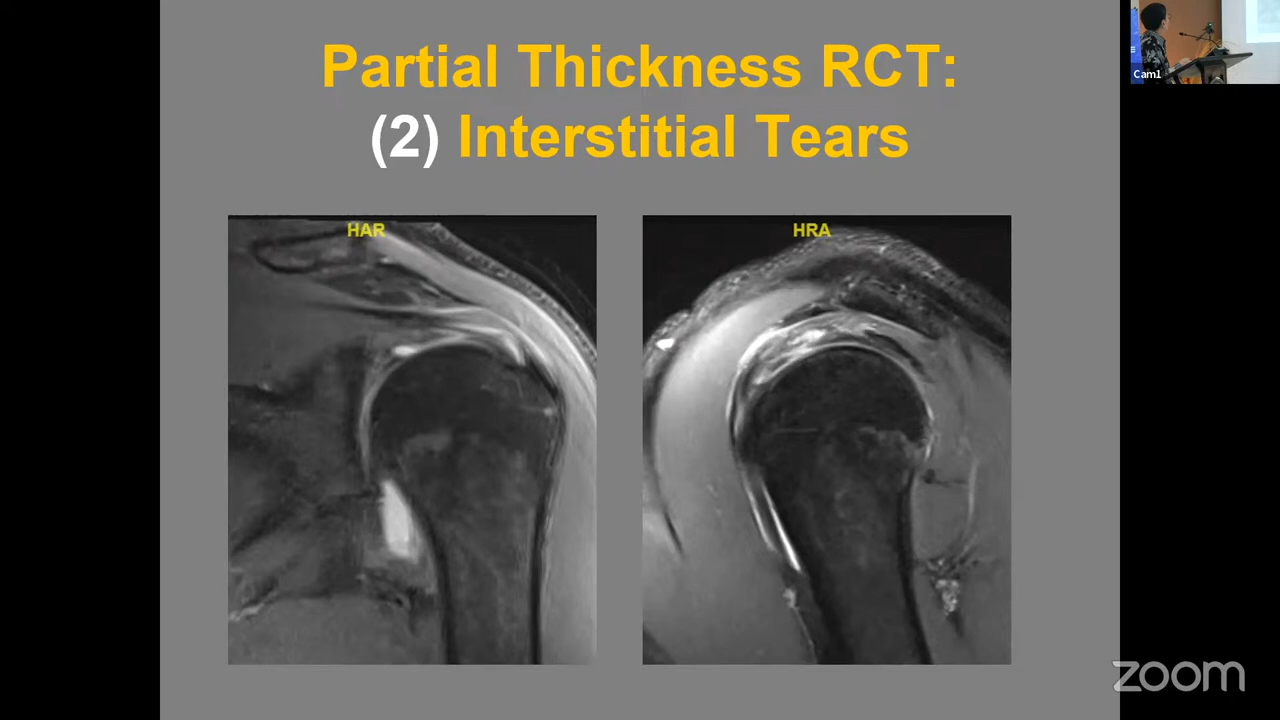 Partial Thickness RCT:
(2) Interstitial Tears
HAR
HRA
Cam1
zoom